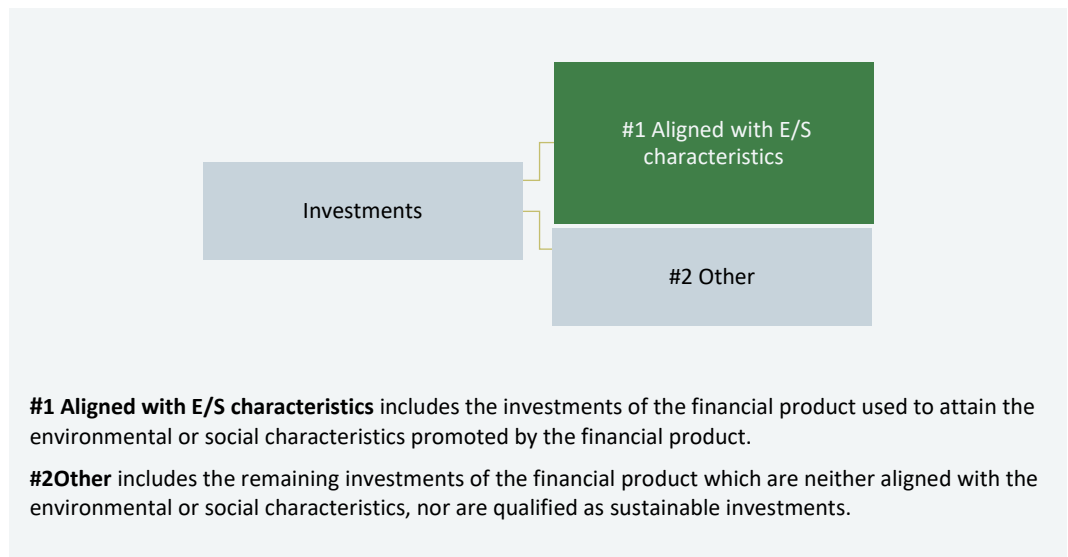 #1 Aligned with E/S
characteristics
Investments
#2 Other
#1 Aligned with E/S characteristics includes the investments of the financial product used to attain the
environmental or social characteristics promoted by the financial product.
#2Other includes the remaining investments of the financial product which are neither aligned with the
environmental or social characteristics, nor are qualified as sustainable investments.